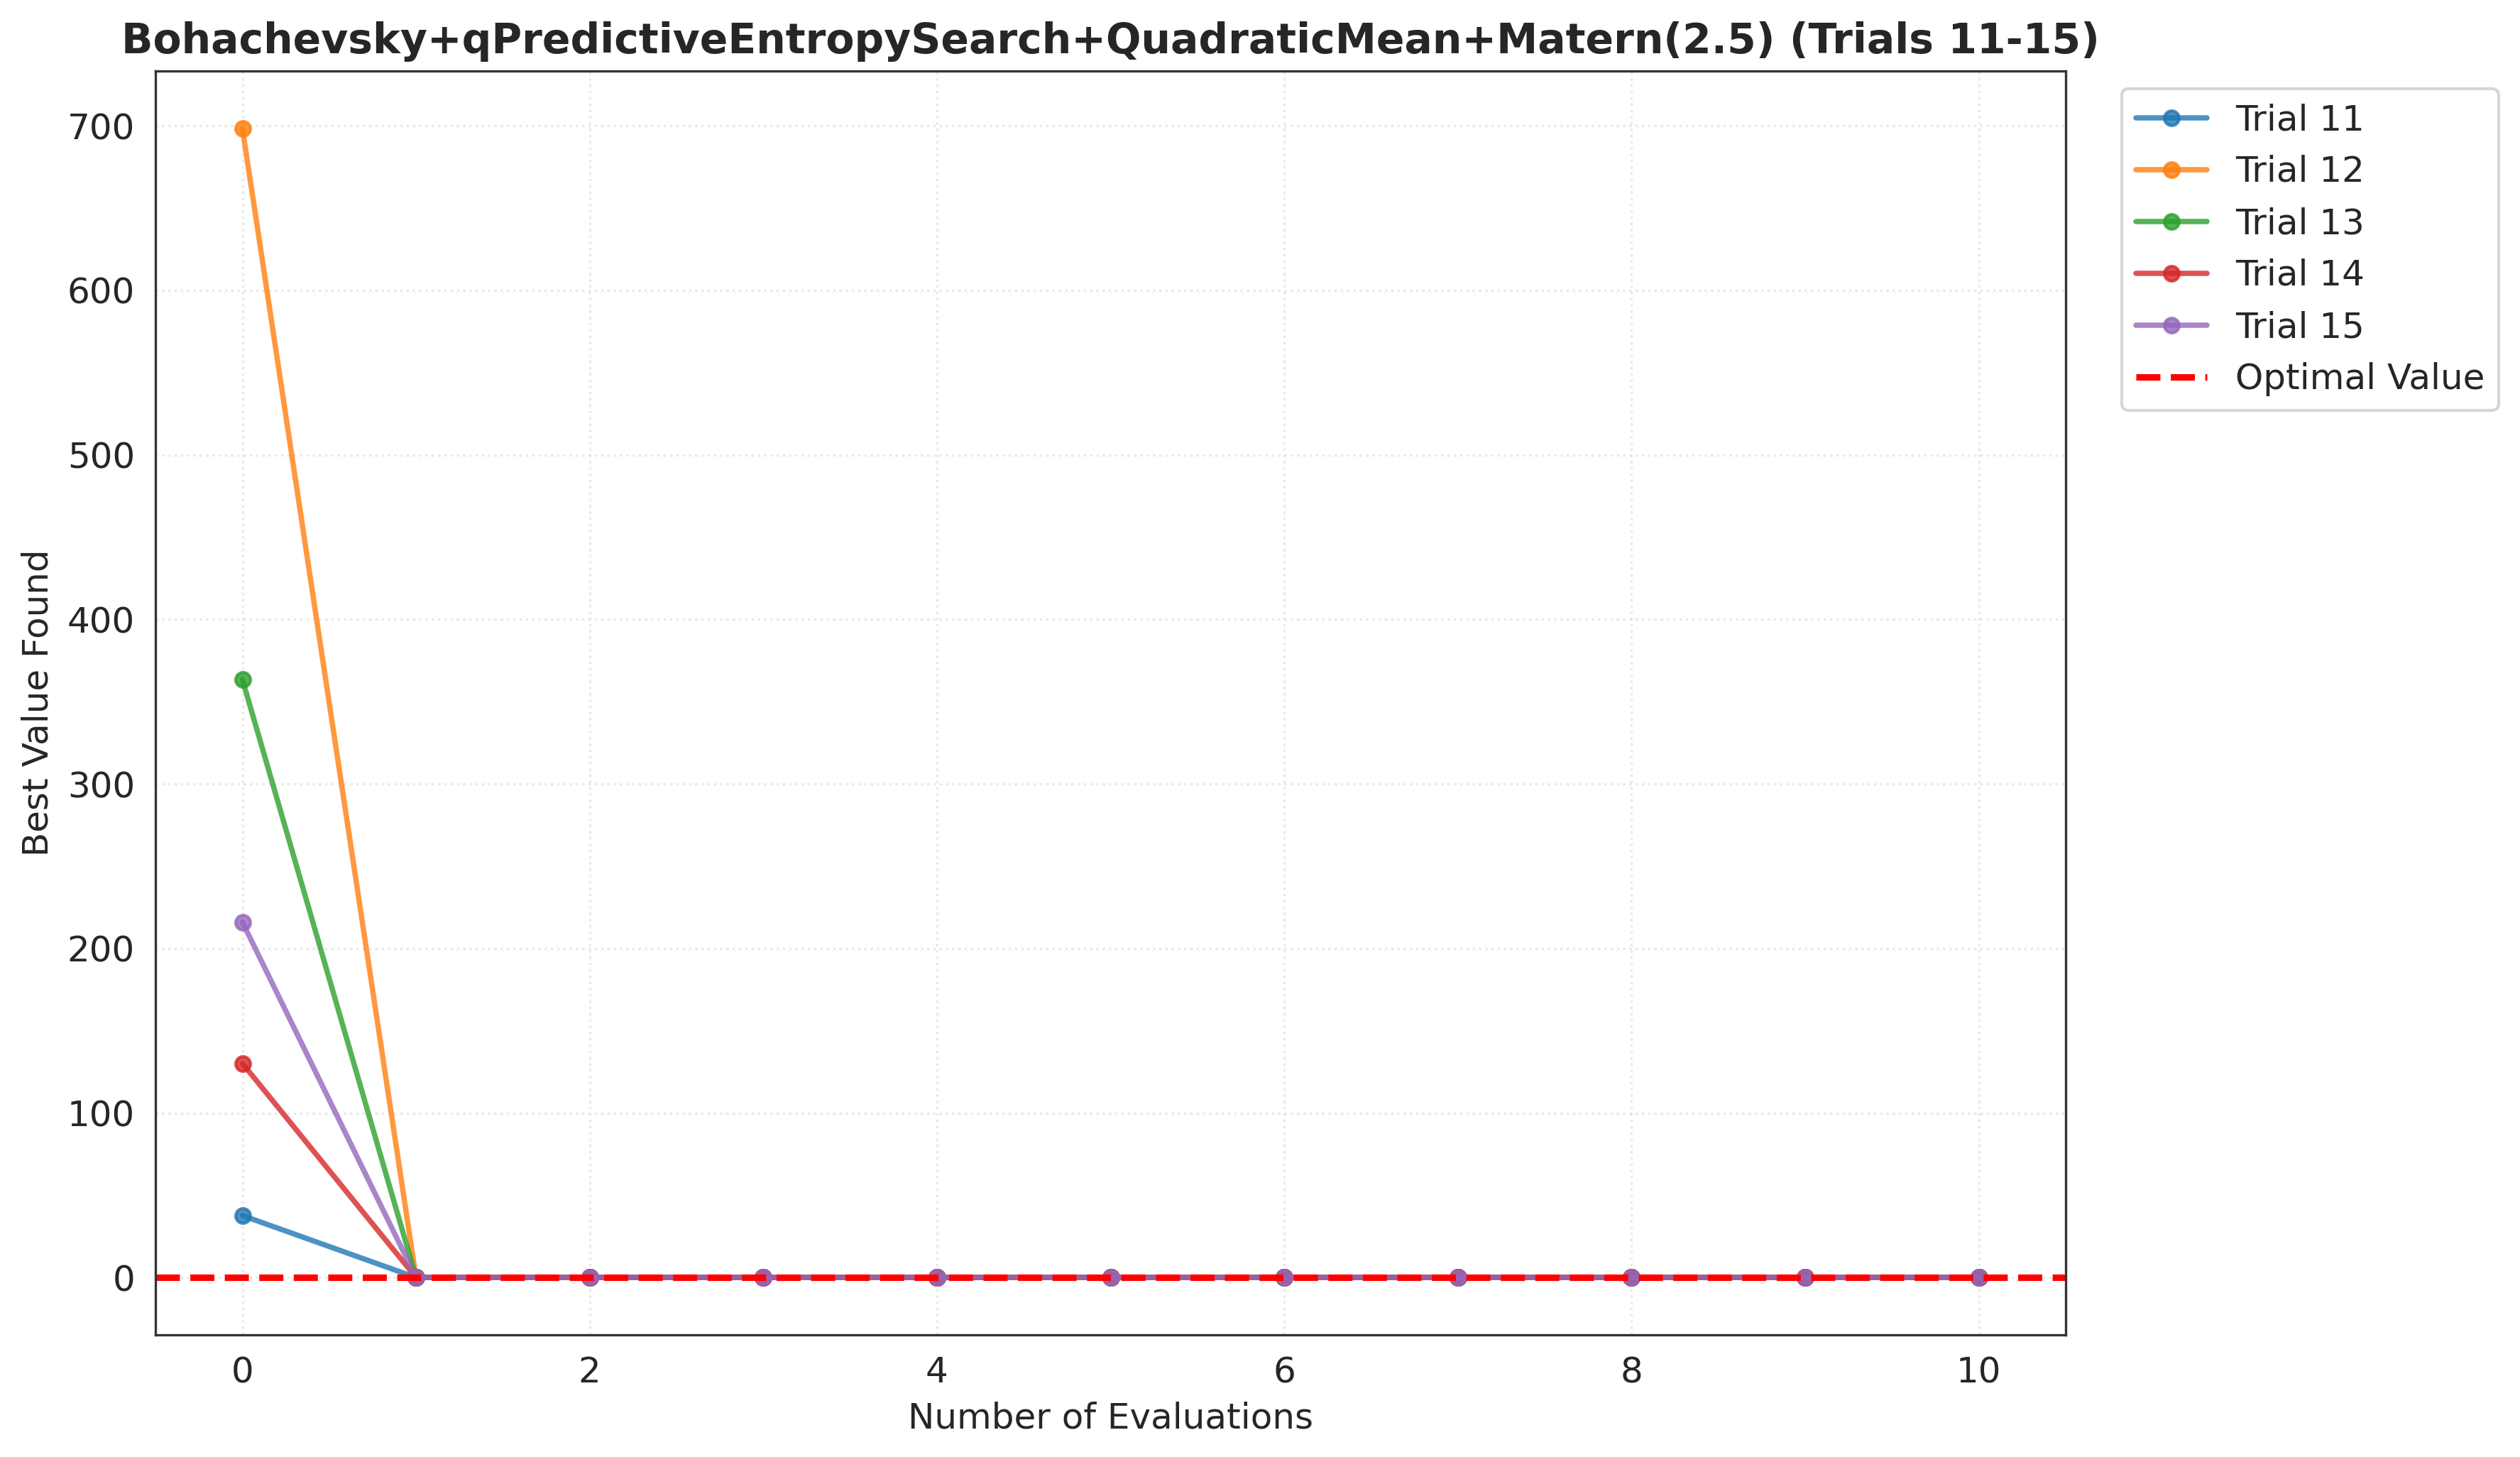 Bohachevsky+qPredictiveEntropySearch+QuadraticMean+Matern(2.5) (Trials 11-15)
Best Value Found
700
600
500
400
300
200
100
0
0 2 4 6 8 10
Number of Evaluations
Trial 11
Trial 12
Trial 13
Trial 14
Trial 15
Optimal Value